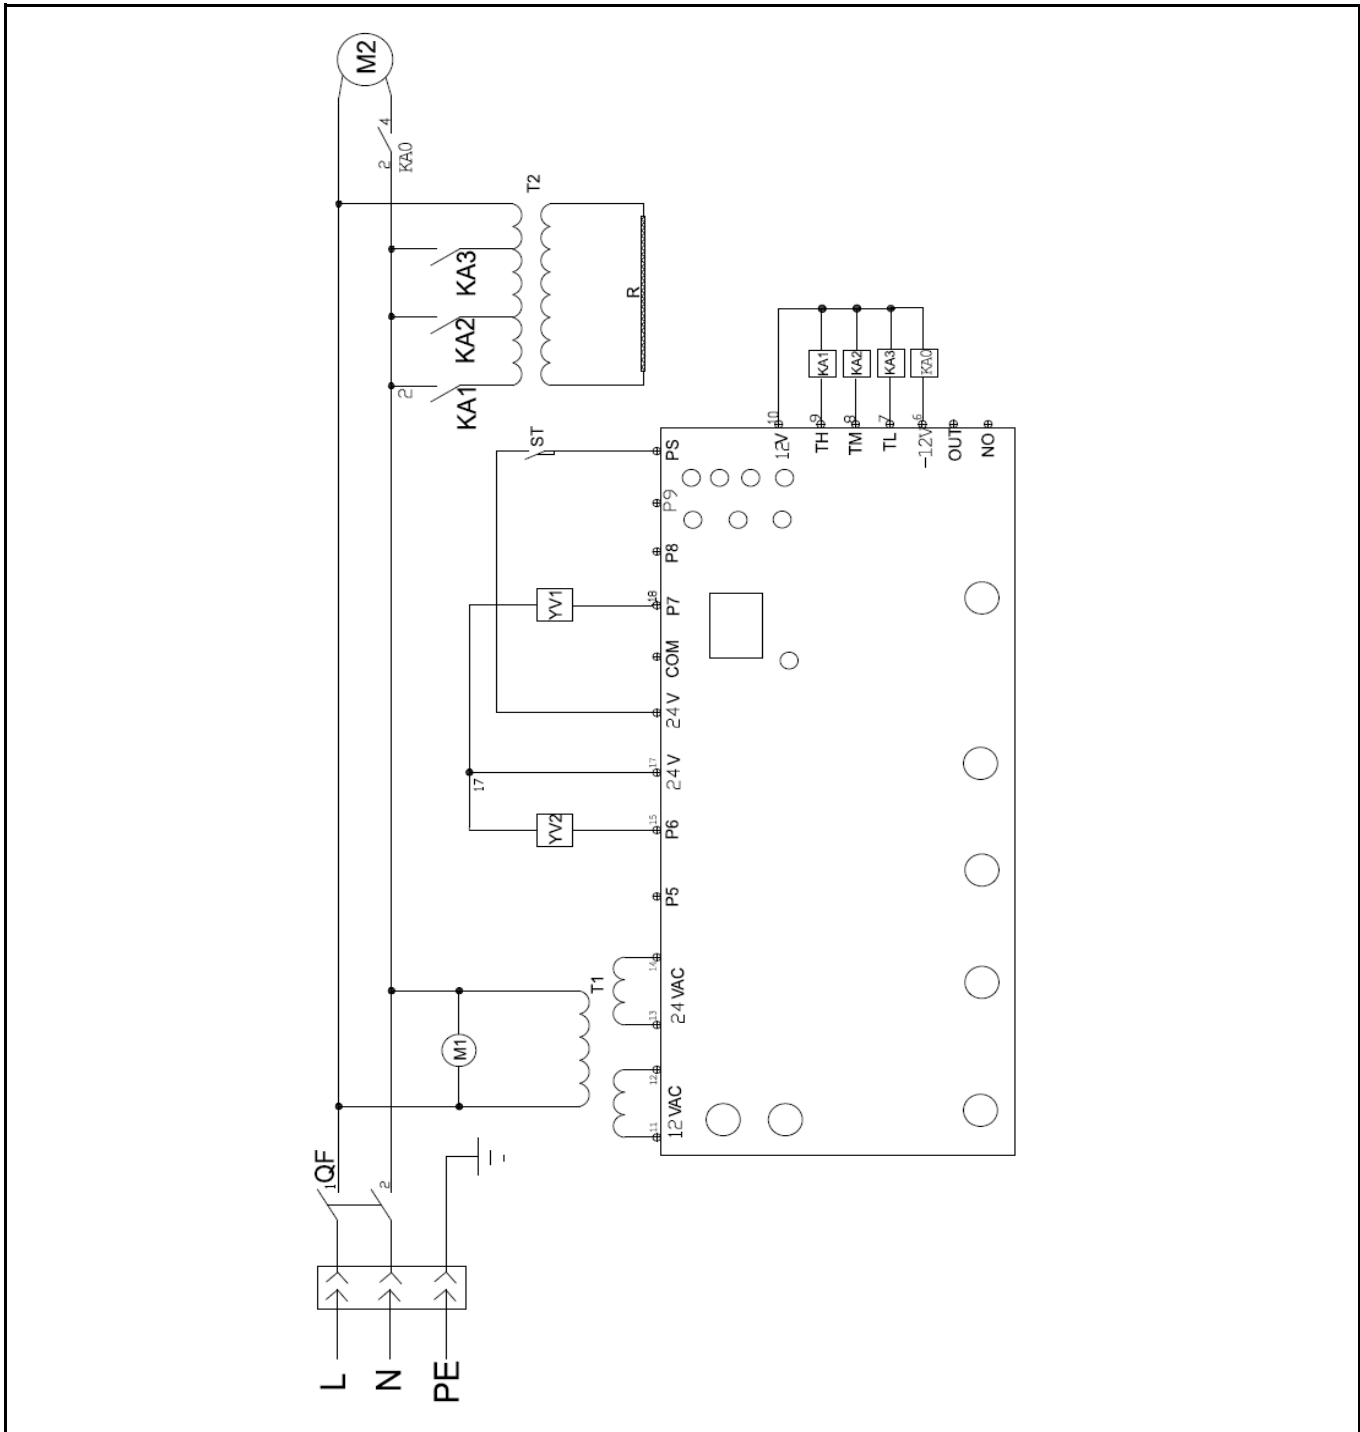 M2
4
2
KA0
T2
KA3
KA2
KA1
2
R
ST
KA1
KA2
KA3
KA0
10
9
8
7
6
12V
TH
TM
TL
-12V
OUT
NO
PS
P9
P8
18
P7
COM
24V
17
24V
17
15
P6
P5
YV1
YV2
T1
14
13
24VAC
12
11
12VAC
M1
QF
1
2
L
N
PE